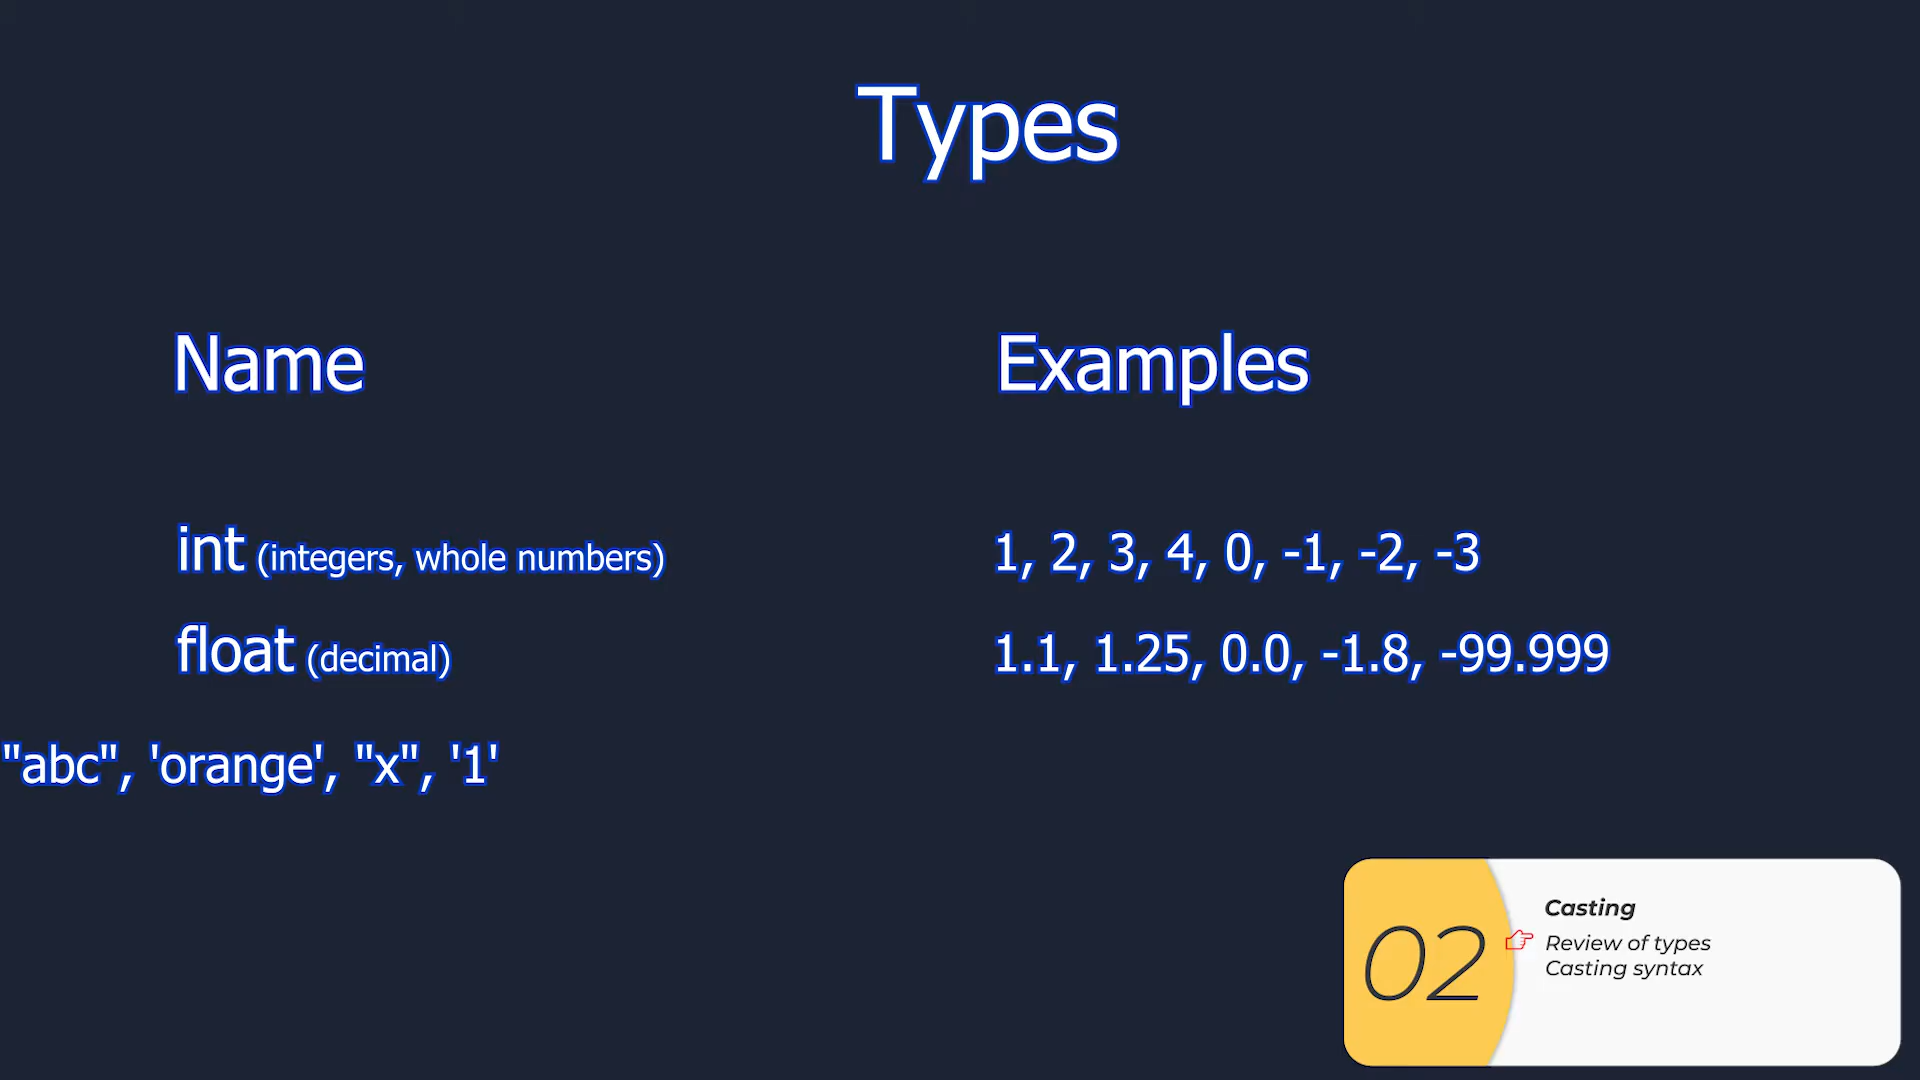 Types
Name
Examples
int (integers, whole numbers)
1, 2, 3, 4, 0, -1, -2, -3
float (decimal)
1.1, 1.25, 0.0, -1.8, -99.999
"abc", 'orange', "x", '1'
02
Casting
Review of types
Casting syntax